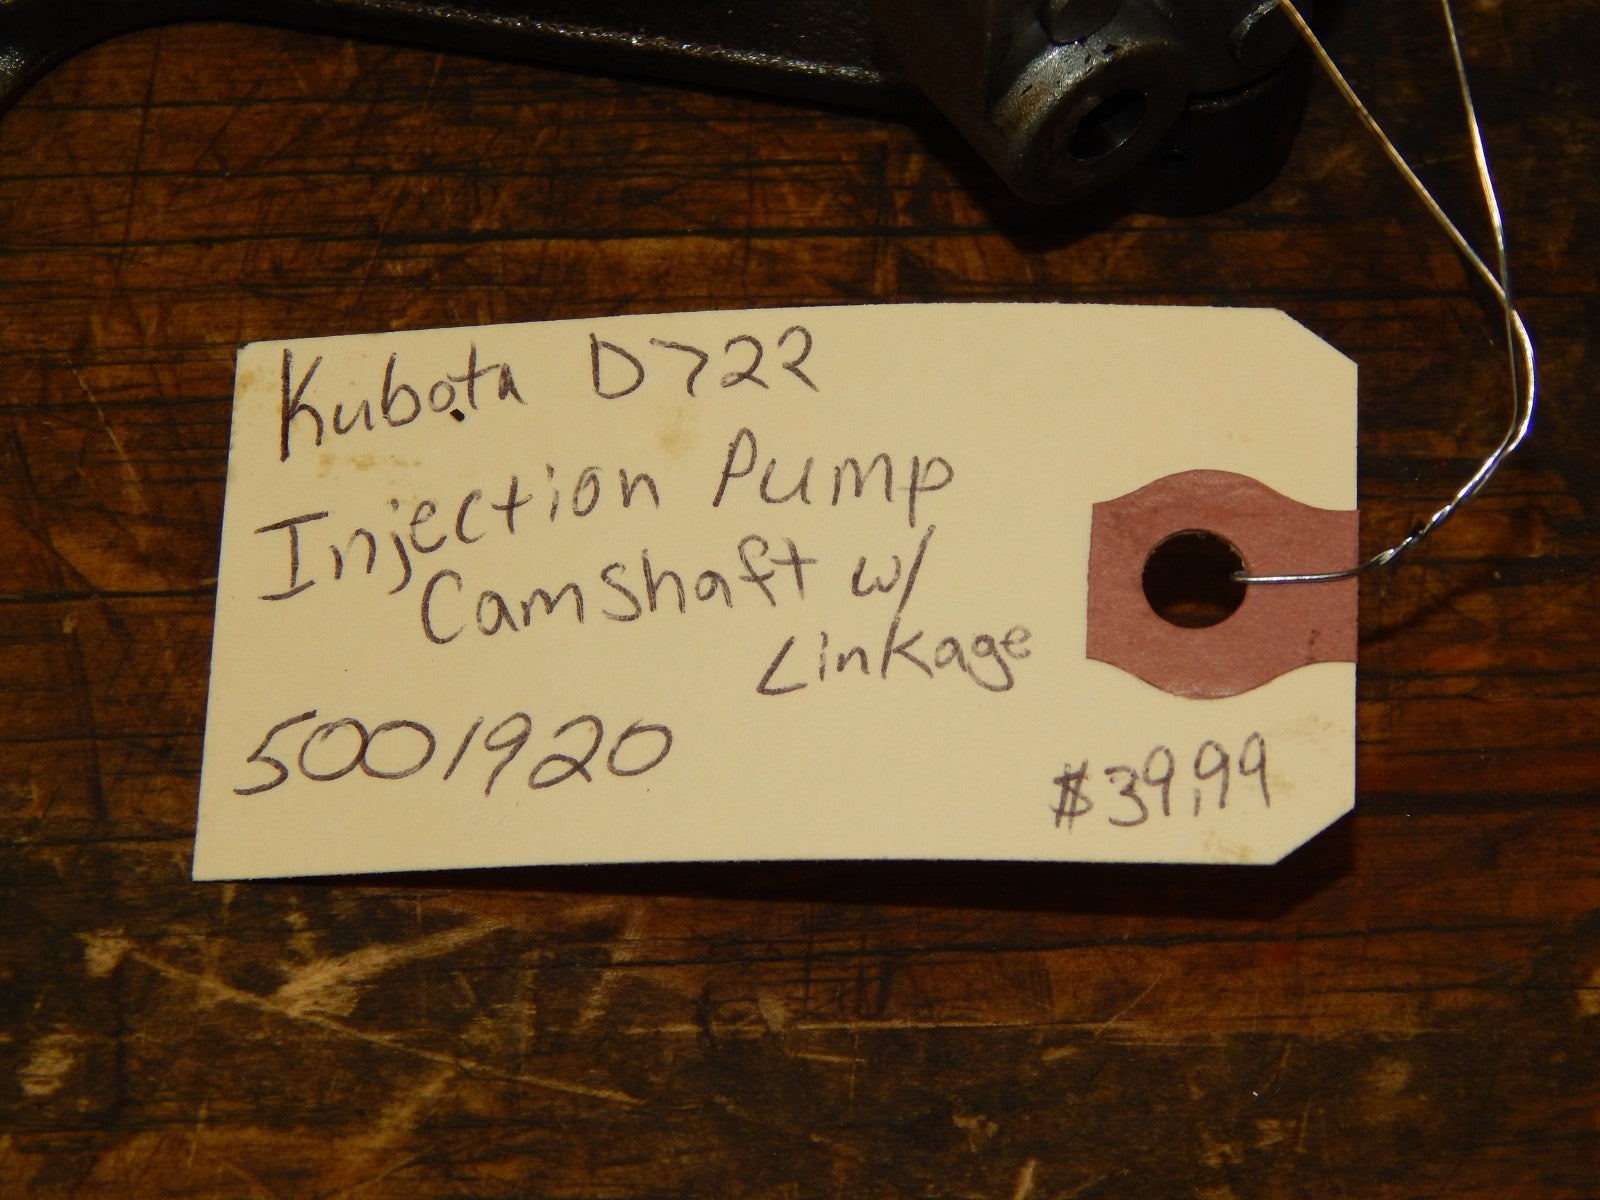 Kubota D722
Injection Pump
Camshaft w/
Linkage
5001920
$39.99